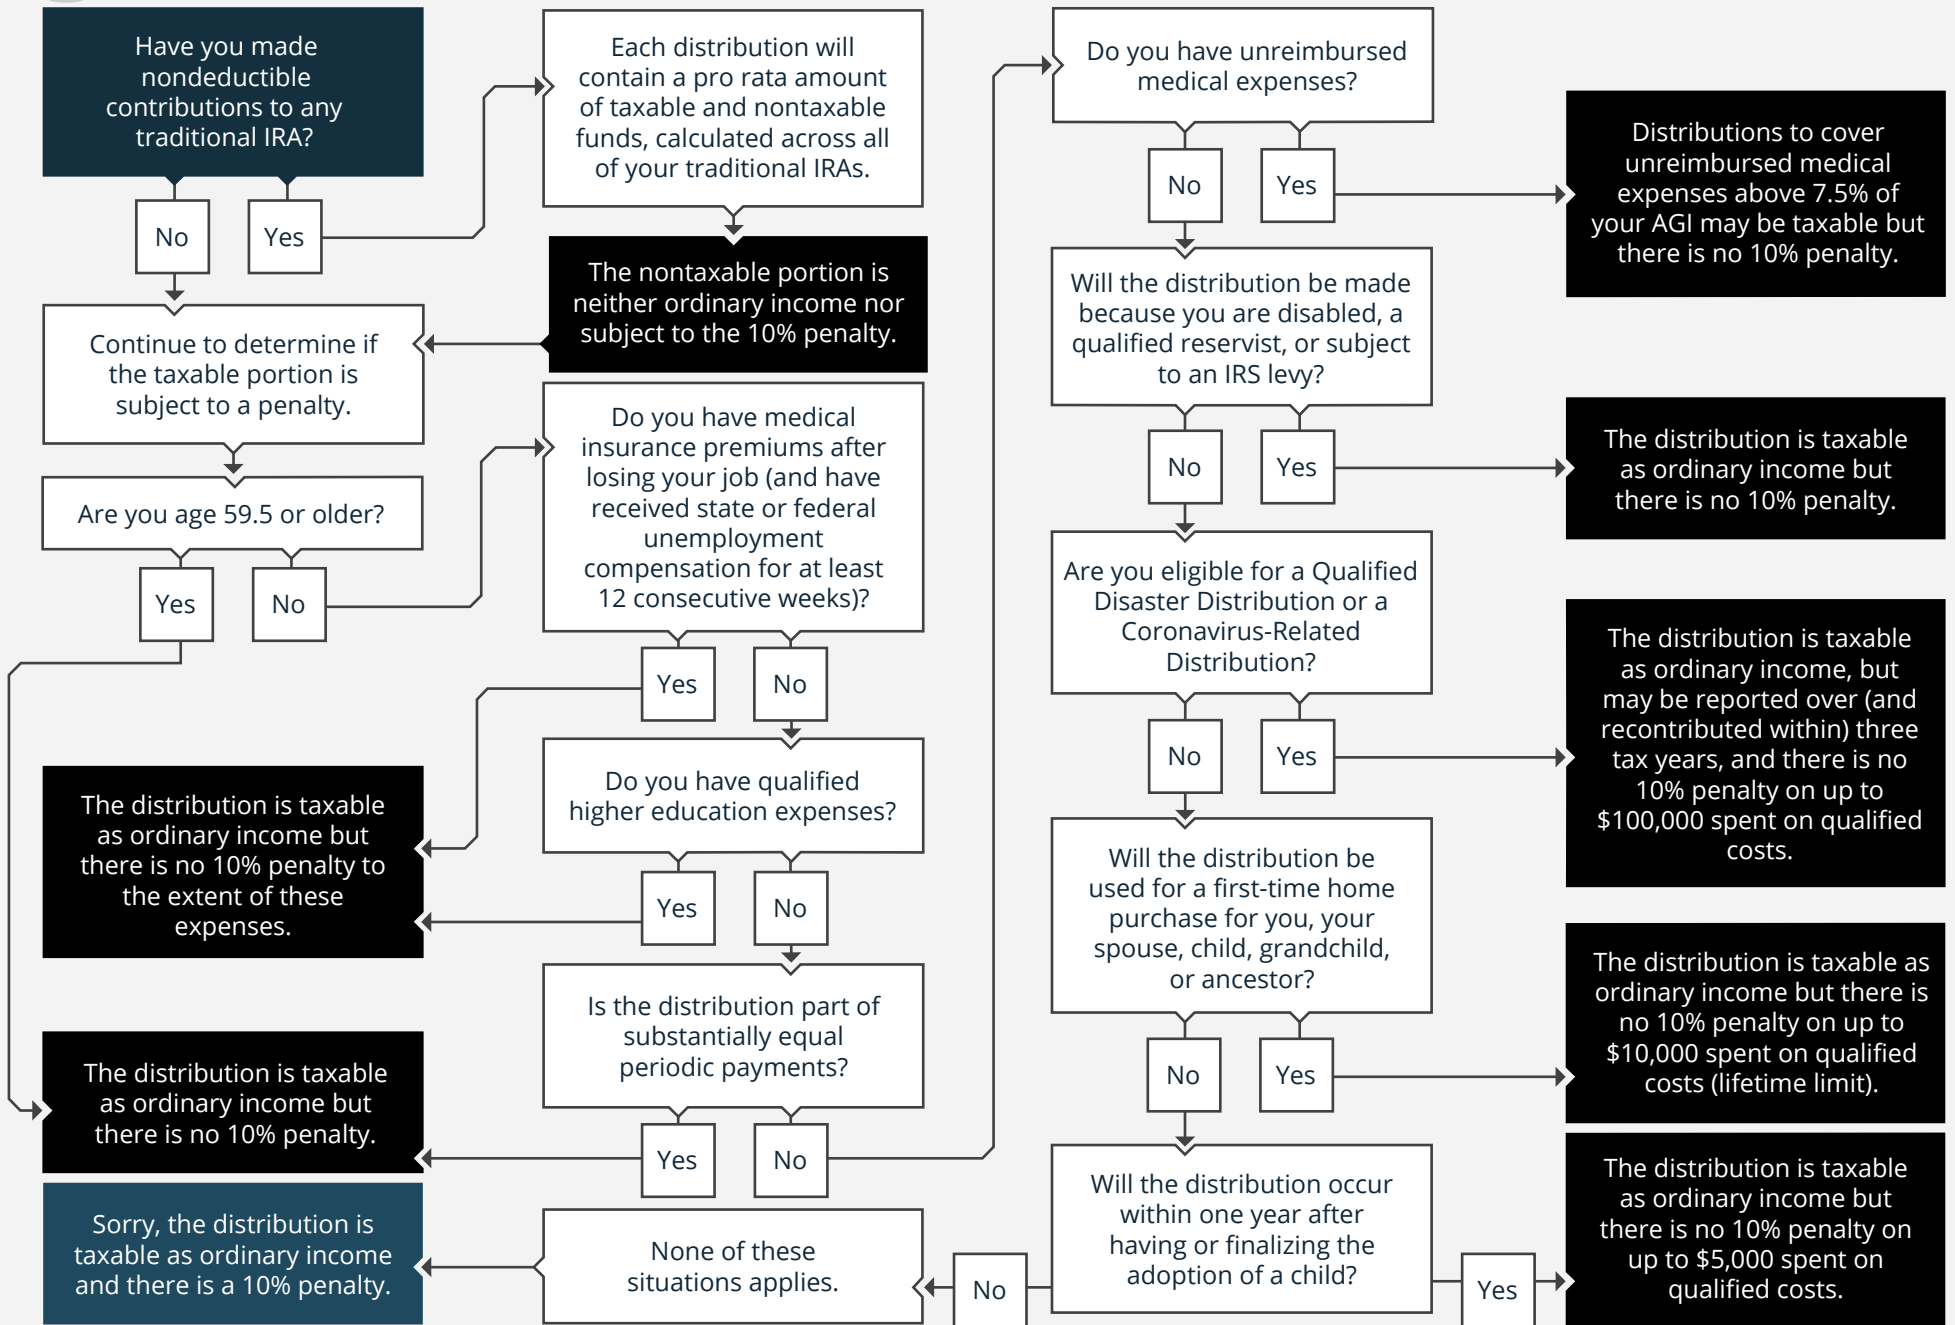 Have you made
nondeductible
contributions to any
traditional IRA?
No
Yes
Each distribution will
contain a pro rata amount
of taxable and nontaxable
funds, calculated across all
of your traditional IRAs.
The nontaxable portion is
neither ordinary income nor
subject to the 10% penalty.
Continue to determine if
the taxable portion is
subject to a penalty.
Are you age 59.5 or older?
Yes
No
Do you have medical
insurance premiums after
losing your job (and have
received state or federal
unemployment
compensation for at least
12 consecutive weeks)?
Yes
No
Do you have qualified
higher education expenses?
Yes
No
The distribution is taxable
as ordinary income but
there is no 10% penalty to
the extent of these
expenses.
Is the distribution part of
substantially equal
periodic payments?
Yes
No
The distribution is taxable
as ordinary income but
there is no 10% penalty.
Sorry, the distribution is
taxable as ordinary income
and there is a 10% penalty.
None of these
situations applies.
Do you have unreimbursed
medical expenses?
No
Yes
Distributions to cover
unreimbursed medical
expenses above 7.5% of
your AGI may be taxable but
there is no 10% penalty.
Will the distribution be made
because you are disabled, a
qualified reservist, or subject
to an IRS levy?
No
Yes
The distribution is taxable
as ordinary income but
there is no 10% penalty.
Are you eligible for a Qualified
Disaster Distribution or a
Coronavirus-Related
Distribution?
No
Yes
The distribution is taxable
as ordinary income, but
may be reported over (and
recontributed within) three
tax years, and there is no
10% penalty on up to
$100,000 spent on qualified
costs.
Will the distribution be
used for a first-time home
purchase for you, your
spouse, child, grandchild,
or ancestor?
No
Yes
The distribution is taxable as
ordinary income but there is
no 10% penalty on up to
$10,000 spent on qualified
costs (lifetime limit).
Will the distribution occur
within one year after
having or finalizing the
adoption of a child?
No
Yes
The distribution is taxable
as ordinary income but
there is no 10% penalty on
up to $5,000 spent on
qualified costs.